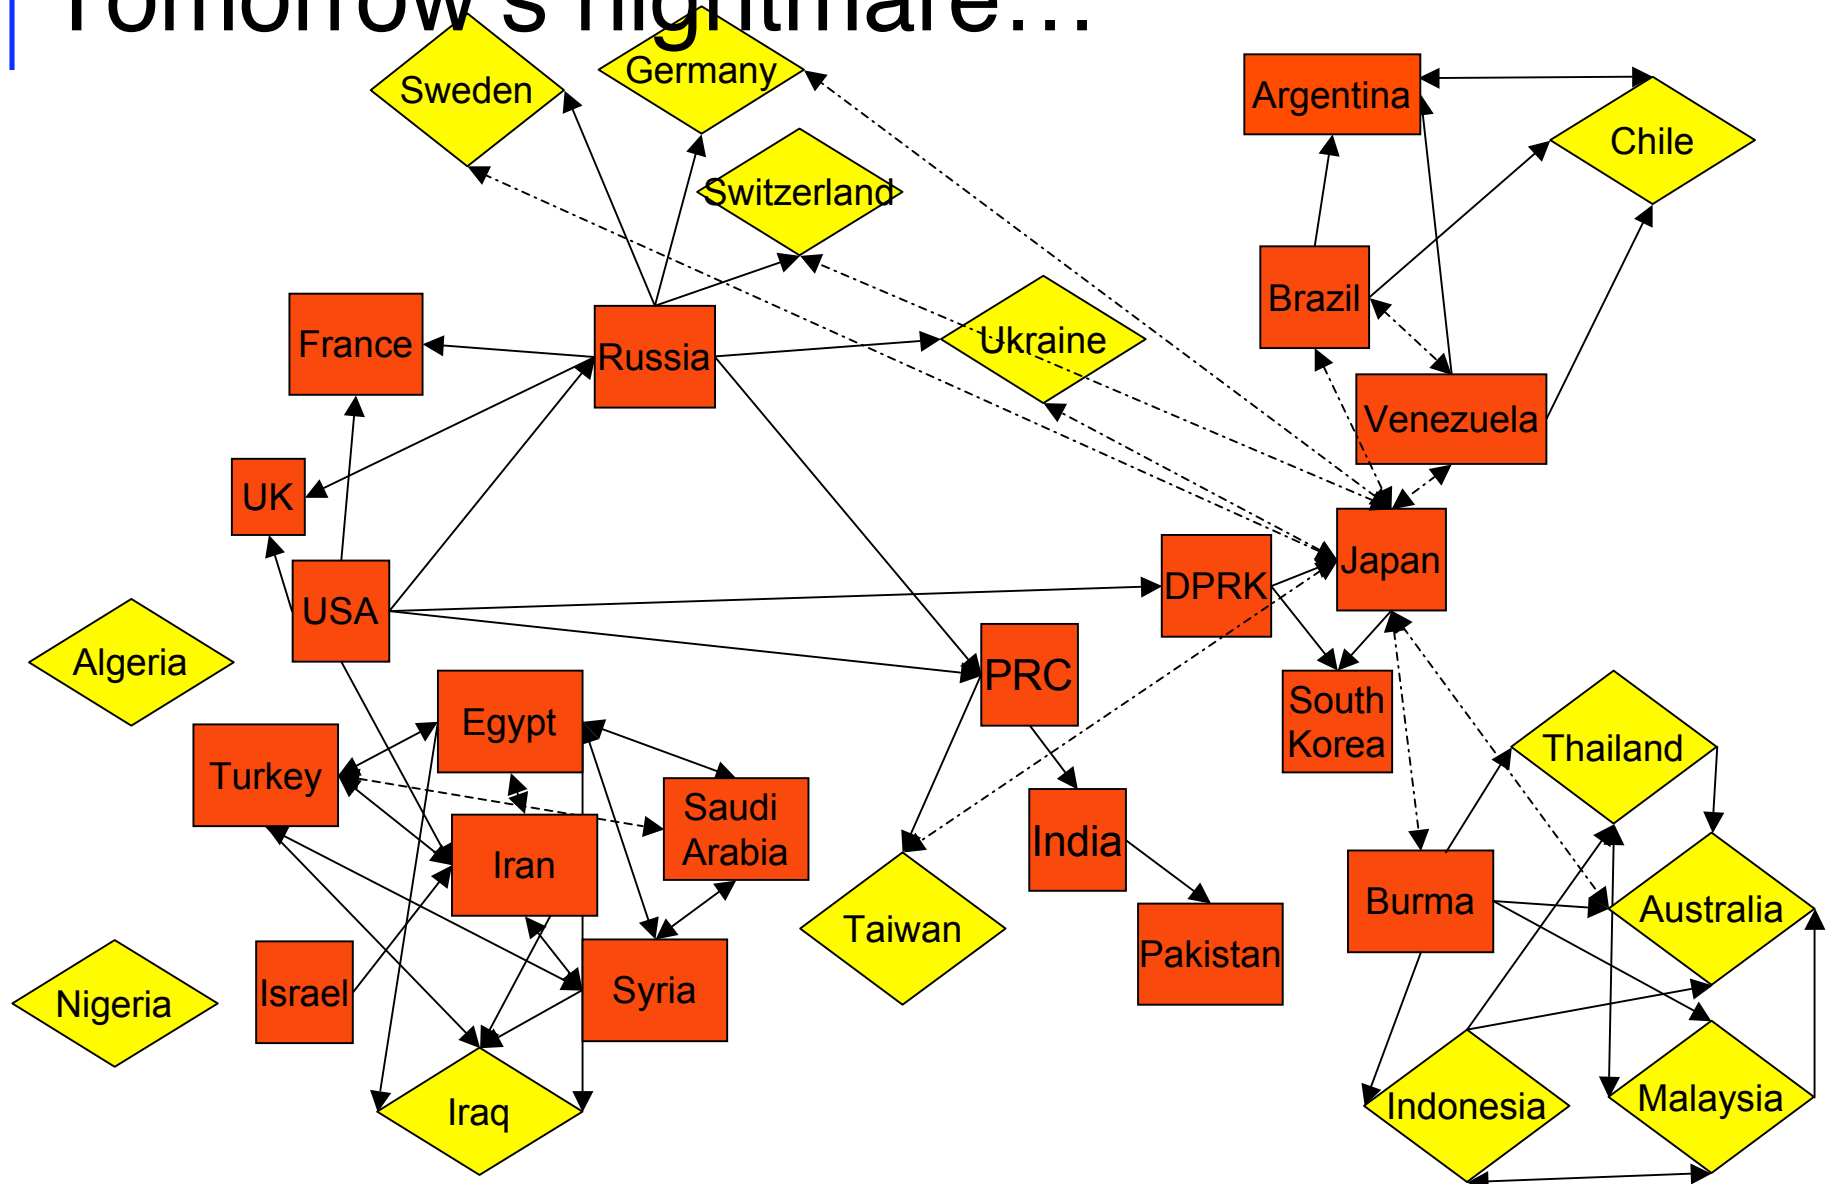 Tomorrow's nightmare…
Sweden
Germany
Argentina
Chile
Switzerland
Brazil
France
Russia
Ukraine
Venezuela
UK
Japan
USA
DPRK
Algeria
PRC
South
Korea
Egypt
Turkey
Thailand
Saudi
Arabia
India
Iran
Burma
Australia
Taiwan
Pakistan
Israel
Syria
Nigeria
Iraq
Indonesia
Malaysia